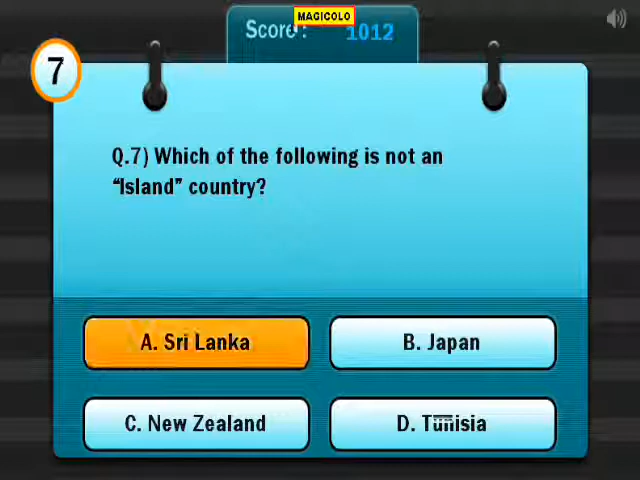 MAGICOLO
Score: 1012
7
Q.7) Which of the following is not an
“Island” country?
A. Sri Lanka
B. Japan
C. New Zealand
D. Tunisia